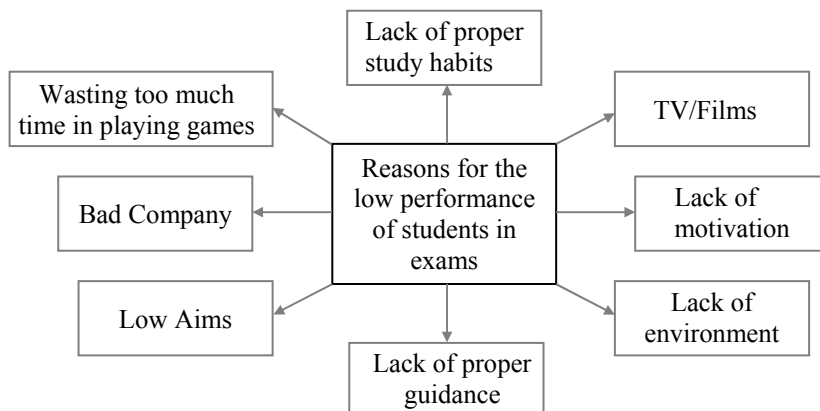 Lack of proper
study habits
Wasting too much
time in playing games
TV/Films
Reasons for the
low performance
of students in
exams
Bad Company
Lack of
motivation
Low Aims
Lack of
environment
Lack of proper
guidance